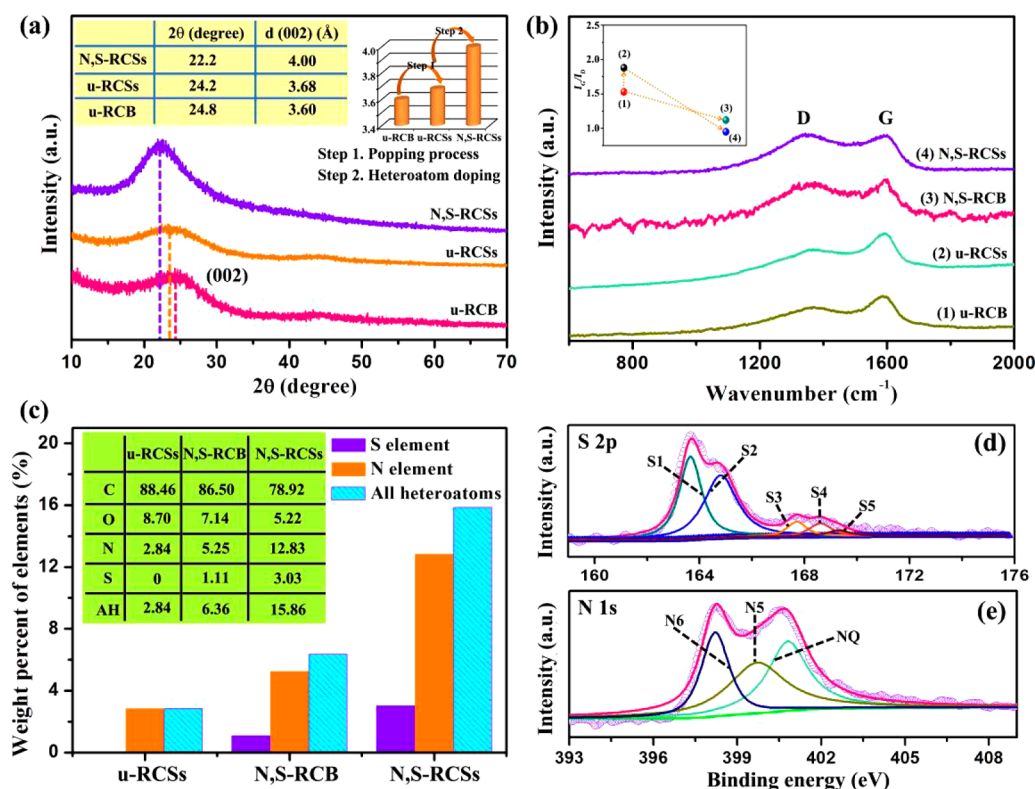 (a)
2θ (degree) d (002) (Å)
N,S-RCSs 22.2 4.00
u-RCSs 24.2 3.68
u-RCB 24.8 3.60
4.0
3.9
3.8
3.7
3.6
3.5
3.4
Step 1
Step 2
u-RCB u-RCSs N,S-RCSs
Step 1. Popping process
Step 2. Heteroatom doping
N,S-RCSs
u-RCSs
(002)
u-RCB
Intensity (a.u.)
10 20 30 40 50 60 70
2θ (degree)
(b)
I_G/I_D
2.0
1.5
1.0
(2)
(1)
(3)
(4)
D G
(4) N,S-RCSs
(3) N,S-RCB
(2) u-RCSs
(1) u-RCB
Intensity (a.u.)
800 1200 1600 2000
Wavenumber (cm⁻¹)
(c)
u-RCSs N,S-RCB N,S-RCSs
C 88.46 86.50 78.92
O 8.70 7.14 5.22
N 2.84 5.25 12.83
S 0 1.11 3.03
AH 2.84 6.36 15.86
S element
N element
All heteroatoms
Weight percent of elements (%)
20
16
12
8
4
0
u-RCSs N,S-RCB N,S-RCSs
S 2p (d)
S1 S2 S3 S4 S5
Intensity (a.u.)
160 164 168 172 176
N 1s (e)
N6 N5 NQ
Intensity (a.u.)
393 396 399 402 405 408
Binding energy (eV)